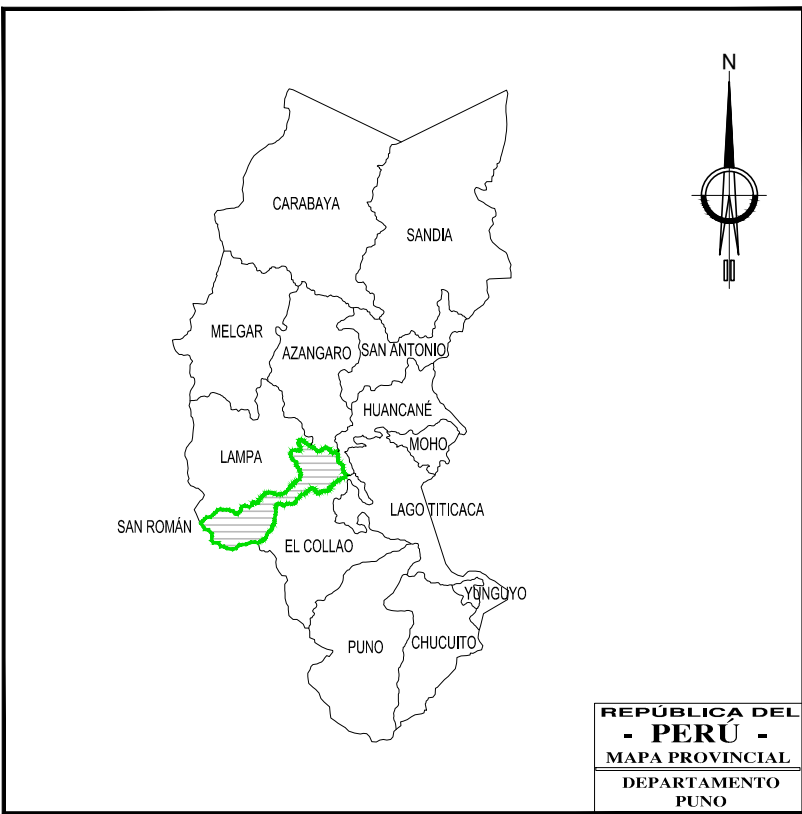 N
CARABAYA
SANDIA
MELGAR
AZANGARO
SAN ANTONIO
HUANCANÉ
MOHO
LAMPA
LAGO TITICACA
SAN ROMÁN
EL COLLAO
YUNGUYO
PUNO
CHUCUITO
REPÚBLICA DEL
- PERÚ -
MAPA PROVINCIAL
DEPARTAMENTO
PUNO